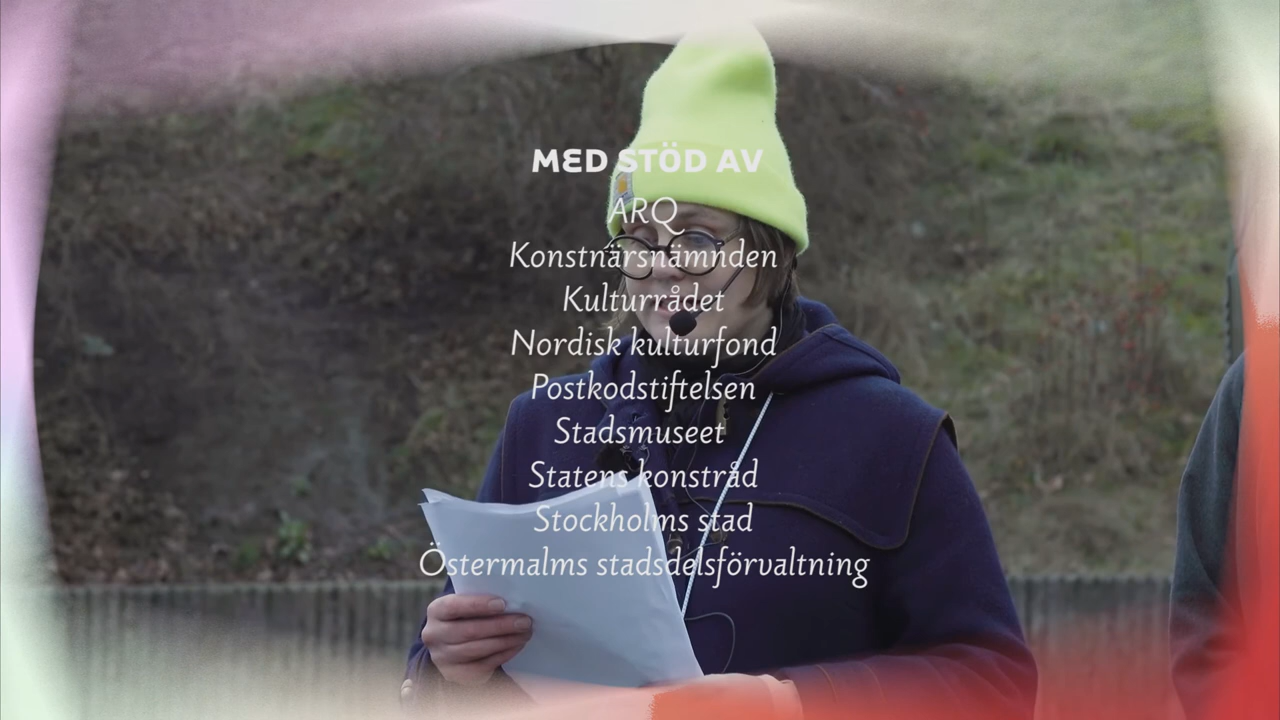 MED STÖD AV
ARQ
Konstnärsnämnden
Kulturrådet
Nordisk kulturfond
Postkodstiftelsen
Stadsmuseet
Statens konstråd
Stockholms stad
Östermalms stadsdelsförvaltning